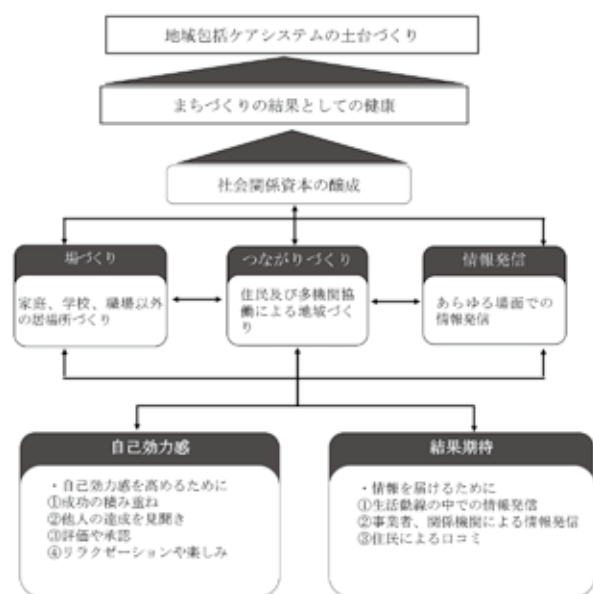 地域包括ケアシステムの土台づくり
まちづくりの結果としての健康
社会関係資本の醸成
場づくり
家庭、学校、職場以外
の居場所づくり
つながりづくり
住民及び多機関協
働による地域づく
り
情報発信
あらゆる場面での
情報発信
自己効力感
・自己効力感を高めるために
①成功の積み重ね
②他人の達成を見聞き
③評価や承認
④リラクゼーションや楽しみ
結果期待
・情報を届けるために
①生活動線の中での情報発信
②事業者、関係機関による情報発信
③住民による口コミ